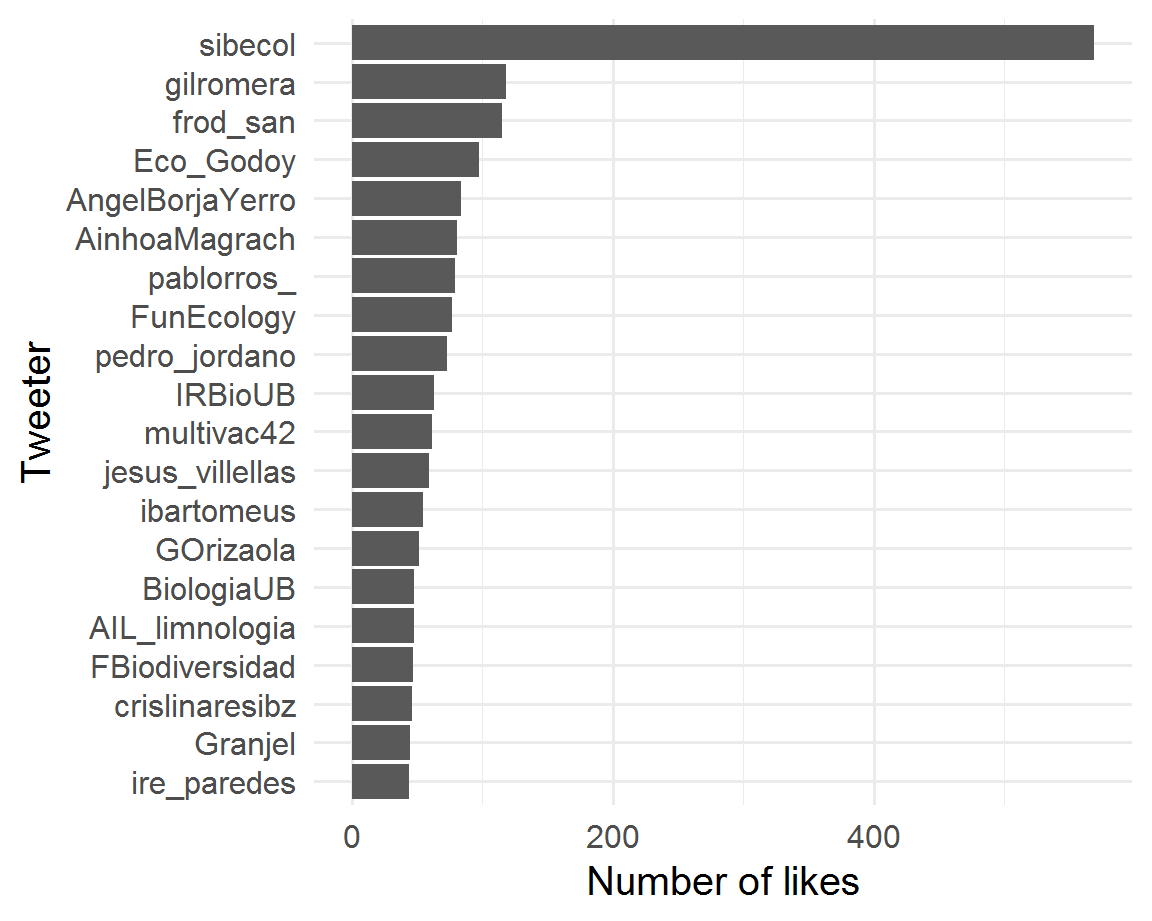 sibecol
gilromera
frod_san
Eco_Godoy
AngelBorjaYerro
AinhoaMagrach
pablorros_
FunEcology
pedro_jordano
IRBioUB
multivac42
jesus_villellas
ibartomeus
GOrizaola
BiologiaUB
AIL_limnologia
FBiodiversidad
crislinaresibz
Granjel
ire_paredes
Tweeter
0 200 400
Number of likes